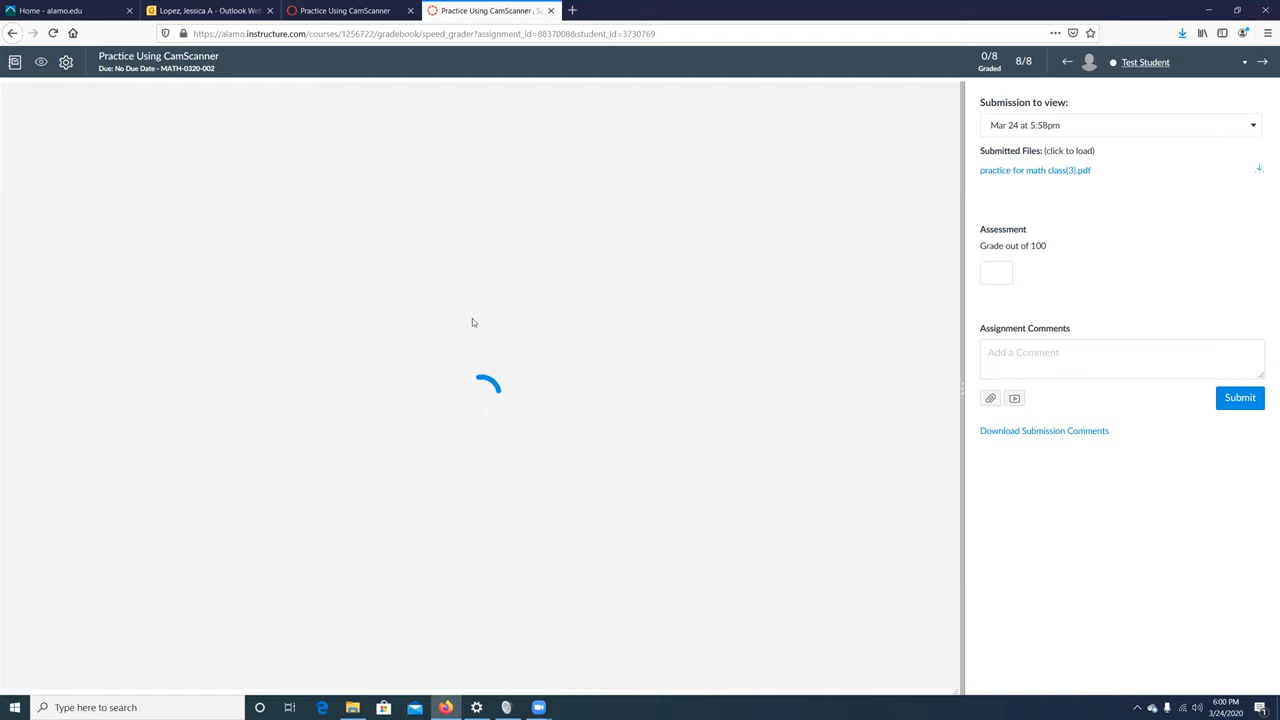 Home - alamo.edu
Lopez, Jessica A - Outlook Web
Practice Using CamScanner
Practice Using CamScanner , S
https://alamo.instructure.com/courses/1256722/gradebook/speed_grader?assignment_id=8837008&student_id=3730769
Practice Using CamScanner
Due: No Due Date - MATH-0320-002
0/8
Graded
8/8
Test Student
Submission to view:
Mar 24 at 5:58pm
Submitted Files: (click to load)
practice for math class(3).pdf
Assessment
Grade out of 100
Assignment Comments
Add a Comment
Submit
Download Submission Comments
Type here to search
6:00 PM
3/24/2020
1